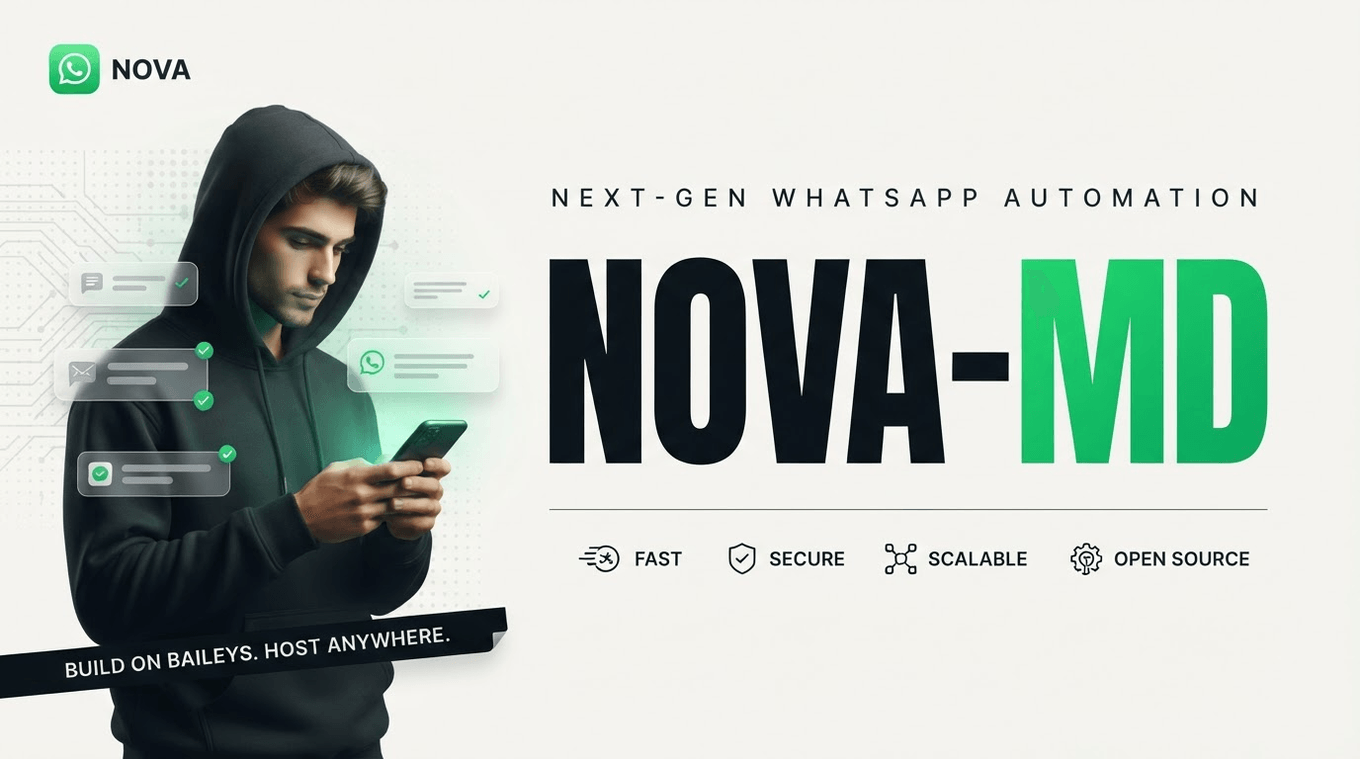 NOVA
NEXT-GEN WHATSAPP AUTOMATION
NOVA-MD
FAST
SECURE
SCALABLE
OPEN SOURCE
BUILD ON BAILEYS. HOST ANYWHERE.